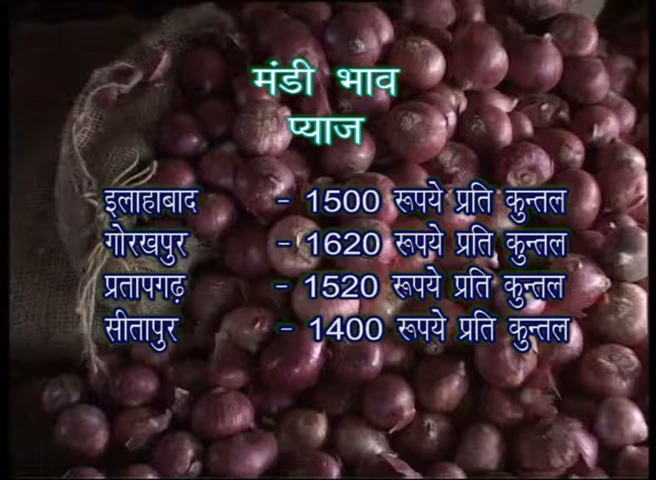 मंडी भाव
प्याज
इलाहाबाद - 1500 रूपये प्रति कुन्तल
गोरखपुर - 1620 रूपये प्रति कुन्तल
प्रतापगढ़ - 1520 रूपये प्रति कुन्तल
सीतापुर - 1400 रूपये प्रति कुन्तल